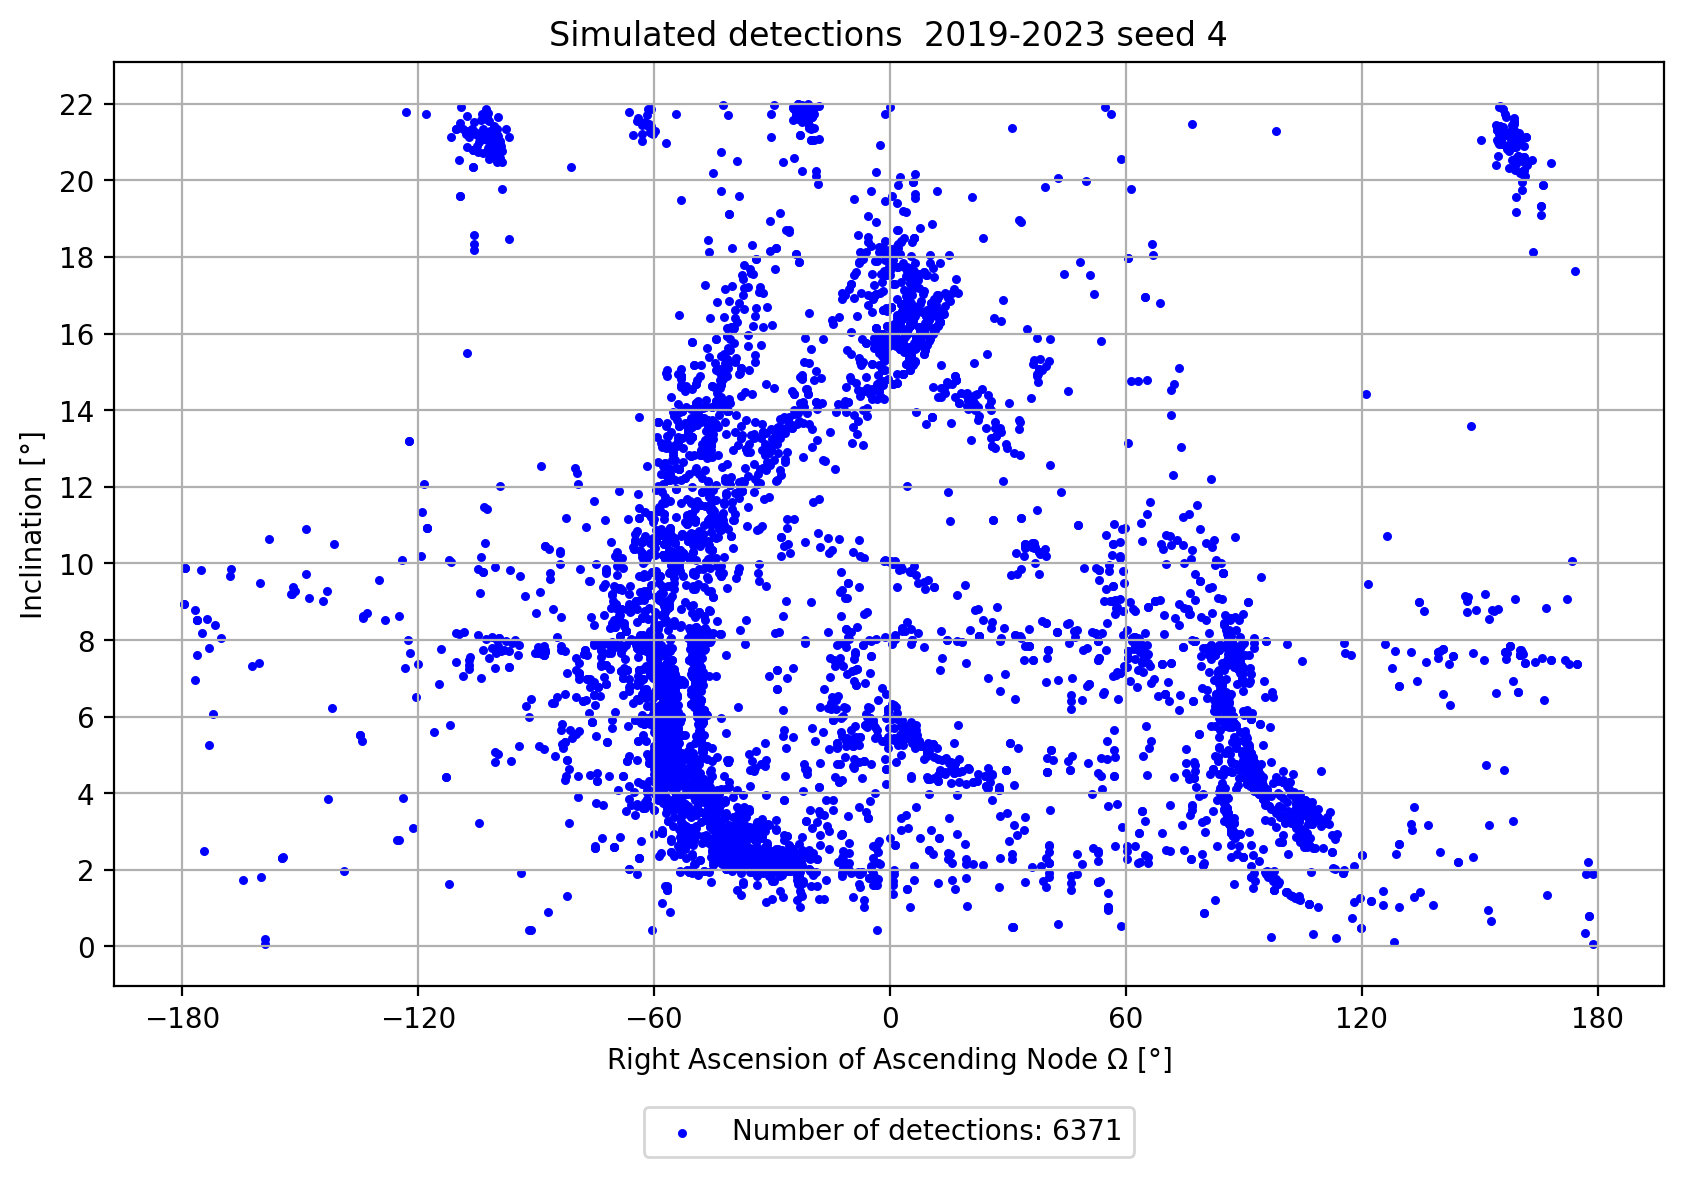 Simulated detections  2019-2023 seed 4
Inclination [°]
22
20
18
16
14
12
10
8
6
4
2
0
−180 −120 −60 0 60 120 180
Right Ascension of Ascending Node Ω [°]
Number of detections: 6371